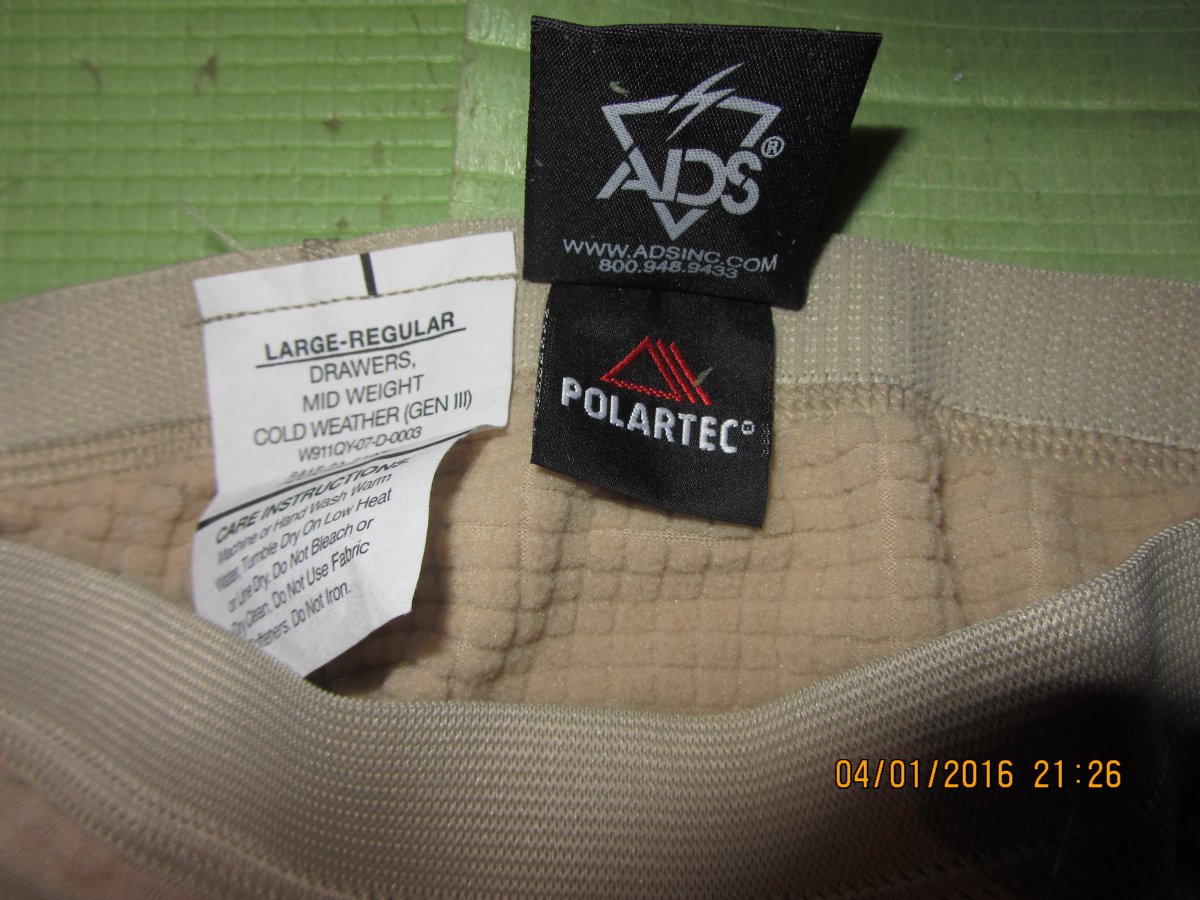 ADS®
WWW.ADSINC.COM
800.948.9433
POLARTEC®
LARGE-REGULAR
DRAWERS,
MID WEIGHT
COLD WEATHER (GEN III)
W911QY-07-D-0003
CARE INSTRUCTIONS:
Machine or Hand Wash Warm
Water, Tumble Dry On Low Heat
or Line Dry. Do Not Bleach or
Dry Clean. Do Not Use Fabric
Softeners. Do Not Iron.
04/01/2016 21:26